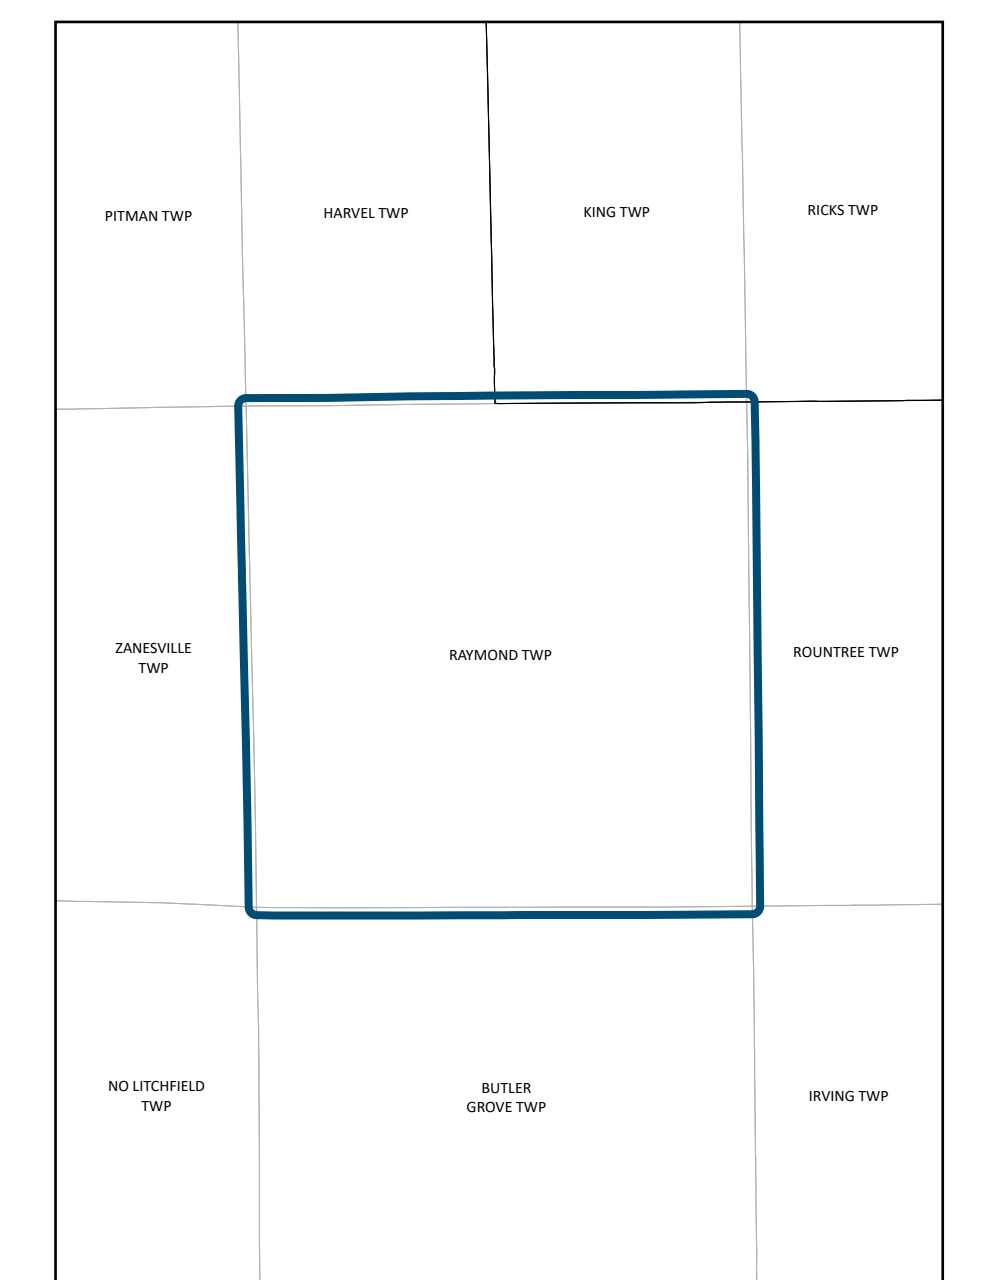 PITMAN TWP
HARVEL TWP
KING TWP
RICKS TWP
ZANESVILLE
TWP
RAYMOND TWP
ROUNTREE TWP
NO LITCHFIELD
TWP
BUTLER
GROVE TWP
IRVING TWP